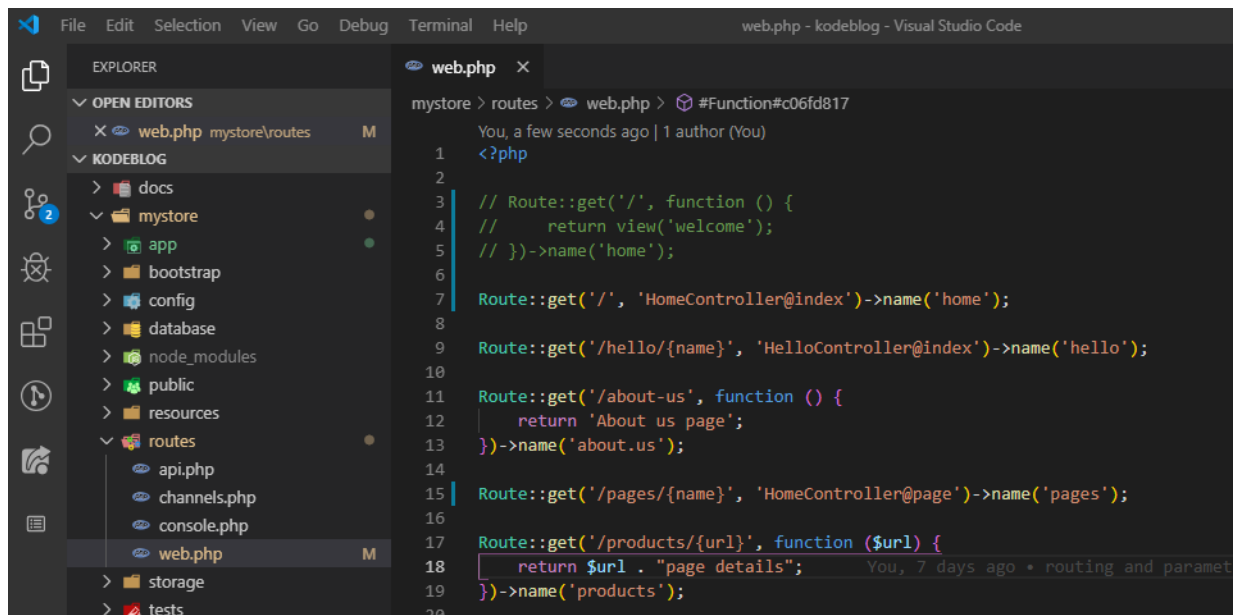 File Edit Selection View Go Debug Terminal Help web.php - kodeblog - Visual Studio Code
EXPLORER
OPEN EDITORS
web.php mystore\routes M
KODEBLOG
docs
mystore
app
bootstrap
config
database
node_modules
public
resources
routes
api.php
channels.php
console.php
web.php M
storage
tests
2
web.php
mystore > routes > web.php > #Function#c06fd817
You, a few seconds ago | 1 author (You)
1 <?php
2
3 // Route::get('/', function () {
4 //     return view('welcome');
5 // })->name('home');
6
7 Route::get('/', 'HomeController@index')->name('home');
8
9 Route::get('/hello/{name}', 'HelloController@index')->name('hello');
10
11 Route::get('/about-us', function () {
12     return 'About us page';
13 })->name('about.us');
14
15 Route::get('/pages/{name}', 'HomeController@page')->name('pages');
16
17 Route::get('/products/{url}', function ($url) {
18     return $url . "page details"; You, 7 days ago • routing and paramet
19 })->name('products');
20